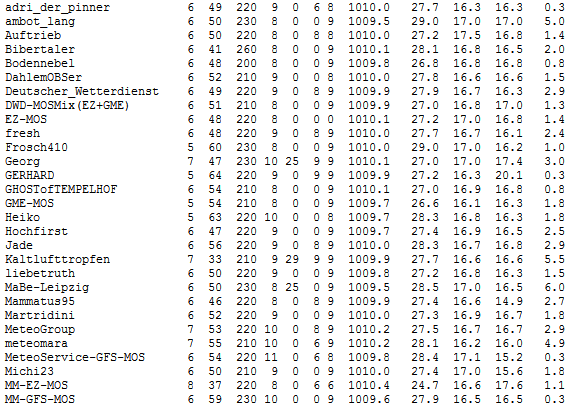 adri_der_pinner 6 49 220 9 0 6 8 1010.0 27.7 16.3 16.3 0.3
ambot_lang 6 50 230 8 0 0 8 1009.5 29.0 17.0 17.0 5.0
Auftrieb 6 50 220 8 0 8 8 1010.0 27.2 17.5 16.8 1.4
Bibertaler 6 41 260 8 0 0 9 1010.1 28.1 16.8 16.5 2.0
Bodennebel 6 48 200 8 0 0 9 1009.8 26.8 16.8 16.8 0.8
DahlemOBSer 6 52 210 9 0 0 8 1010.0 27.8 16.6 16.6 1.5
Deutscher_Wetterdienst 6 49 220 9 0 8 9 1009.9 27.9 16.7 16.3 2.9
DWD-MOSMix(EZ+GME) 6 51 210 8 0 0 9 1009.9 27.0 16.8 17.0 1.3
EZ-MOS 6 48 220 8 0 0 0 1010.1 27.2 17.0 16.8 1.4
fresh 6 48 220 9 0 8 9 1010.0 27.7 16.7 16.1 2.4
Frosch410 5 60 230 8 0 0 9 1010.0 29.0 17.0 16.2 1.0
Georg 7 47 230 10 25 9 9 1010.1 27.0 17.0 17.4 3.0
GERHARD 5 64 220 9 0 9 9 1009.9 27.2 16.3 20.1 0.3
GHOSTofTEMPELHOF 6 54 210 8 0 0 8 1010.1 27.0 16.9 16.8 0.8
GME-MOS 5 54 210 8 0 0 9 1009.7 26.6 16.1 16.3 1.8
Heiko 5 63 220 10 0 0 8 1009.7 28.3 16.8 16.3 1.8
Hochfirst 6 47 220 9 0 0 9 1009.7 27.4 16.9 16.5 2.5
Jade 6 56 220 9 0 8 9 1010.0 28.3 16.7 16.8 2.9
Kaltlufttropfen 7 33 210 9 29 9 9 1009.9 27.7 16.6 16.6 5.5
liebetruth 6 50 220 9 0 0 9 1009.8 27.2 16.8 16.3 1.5
MaBe-Leipzig 6 50 230 8 25 0 9 1009.5 28.5 17.0 16.5 6.0
Mammatus95 6 46 220 8 0 8 9 1009.9 27.4 16.6 14.9 2.7
Martridini 6 52 220 9 0 0 9 1010.0 27.3 16.9 16.7 1.8
MeteoGroup 7 53 220 10 0 8 9 1010.2 27.5 16.7 16.7 2.9
meteomara 7 55 210 10 0 6 9 1010.2 28.1 16.2 16.0 4.9
MeteoService-GFS-MOS 6 54 220 11 0 6 8 1009.8 28.4 17.1 15.2 0.3
Michi23 6 50 210 9 0 0 9 1010.0 27.4 17.0 15.6 1.8
MM-EZ-MOS 8 37 220 8 0 6 6 1010.4 24.7 16.6 17.6 1.1
MM-GFS-MOS 6 59 230 10 0 0 9 1009.6 27.9 16.5 16.5 0.3